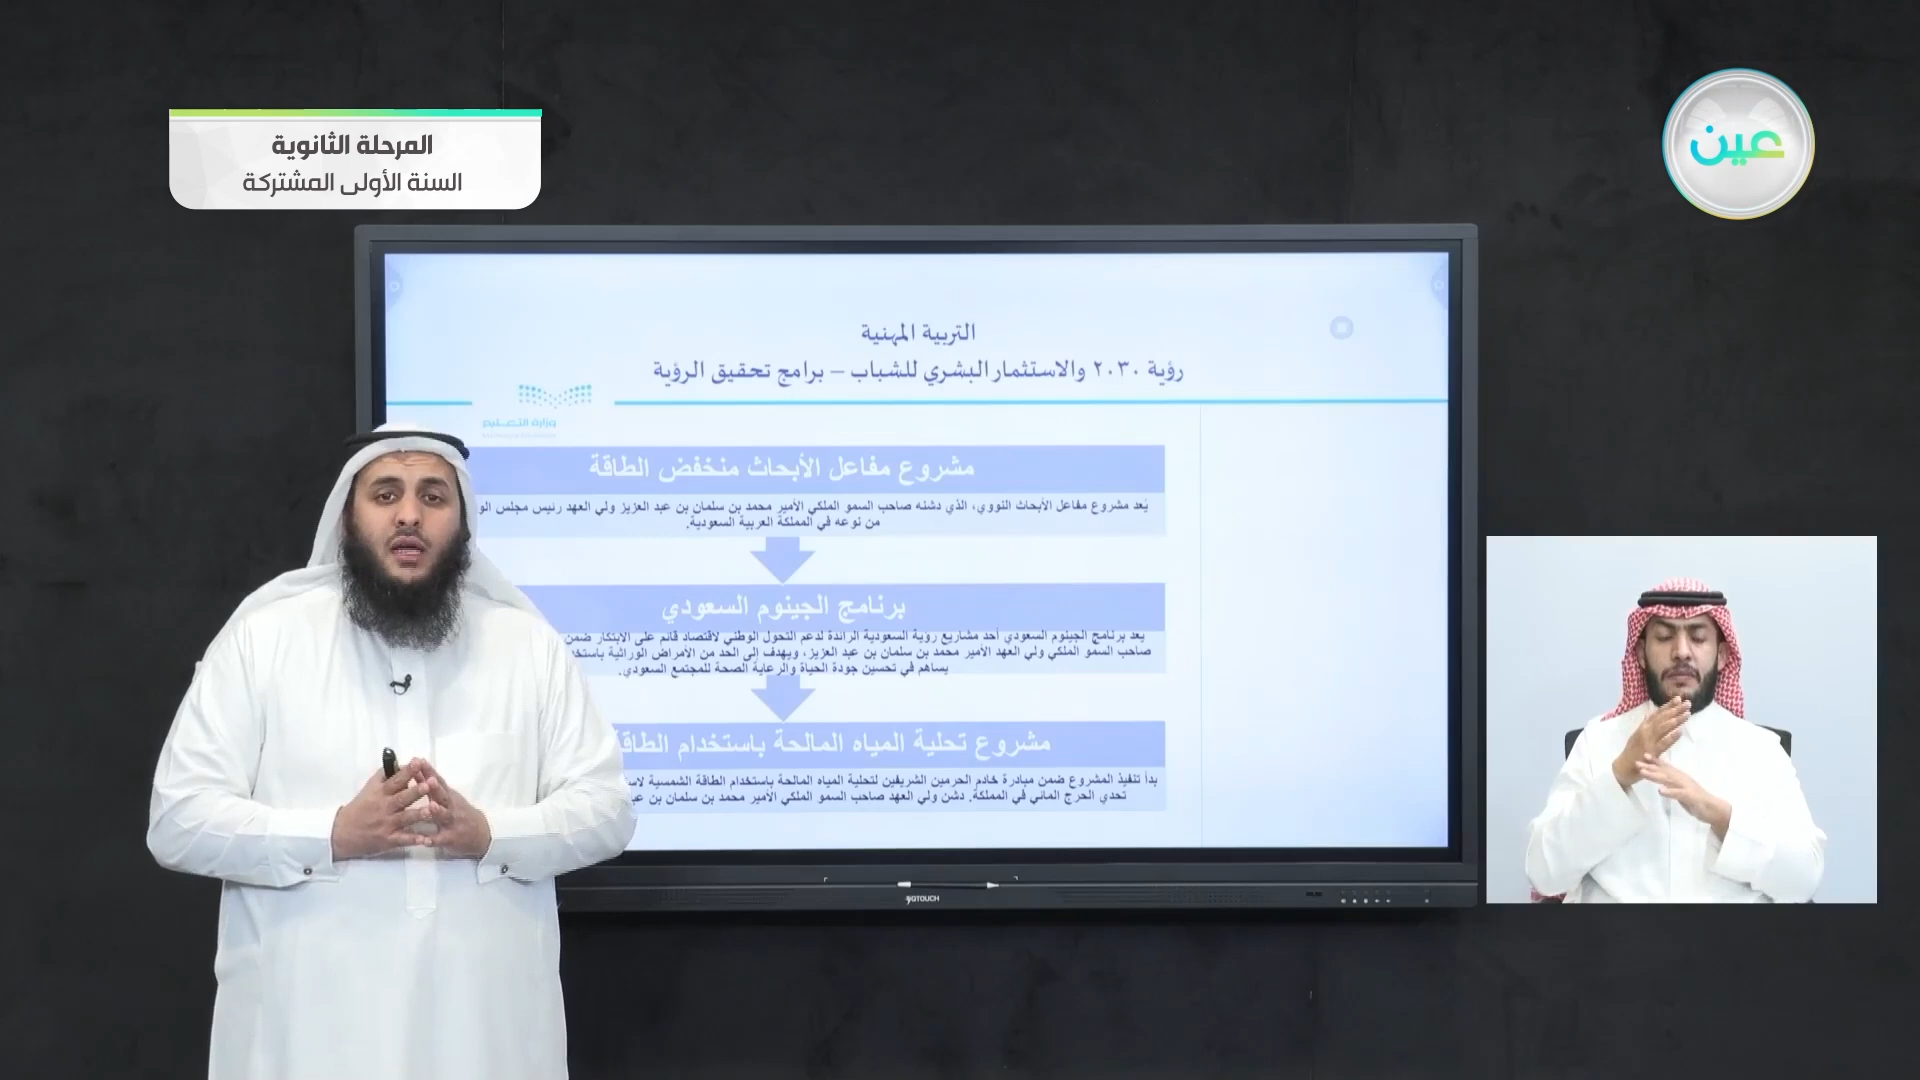 المرحلة الثانوية
السنة الأولى المشتركة
عين
التربية المهنية
رؤية ٢٠٣٠ والاستثمار البشري للشباب – برامج تحقيق الرؤية
وزارة التعليم
مشروع مفاعل الأبحاث منخفض الطاقة
يُعد مشروع مفاعل الأبحاث النووي، الذي دشنه صاحب السمو الملكي الأمير محمد بن سلمان بن عبد العزيز ولي العهد رئيس مجلس
من نوعه في المملكة العربية السعودية.
برنامج الجينوم السعودي
يعد برنامج الجينوم السعودي أحد مشاريع رؤية السعودية الرائدة لدعم التحول الوطني لاقتصاد قائم على الابتكار ضمن
صاحب السمو الملكي ولي العهد الأمير محمد بن سلمان بن عبد العزيز، ويهدف إلى الحد من الأمراض الوراثية
يساهم في تحسين جودة الحياة والرعاية الصحة للمجتمع السعودي.
مشروع تحلية المياه المالحة باستخدام
بدأ تنفيذ المشروع ضمن مبادرة خادم الحرمين الشريفين لتحلية المياه المالحة باستخدام الطاقة الشمسية
تحدي الحرج المائي في المملكة. دشن ولي العهد صاحب السمو الملكي الأمير محمد بن سلمان بن